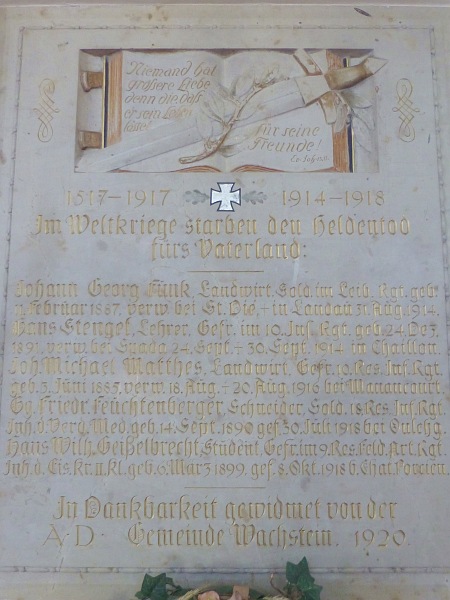 Niemand hat
größere Liebe
denn die, daß
er sein Leben
lässet
für seine
Freunde!
Ev. Joh.
1517–1917 1914–1918
Im Weltkriege starben den Heldentod
fürs Vaterland:
Johann Georg Funk, Landwirt, Sold. im Leib. Rgt. geb.
Februar 1887, verw. bei St. Die, † in Landau 31. Aug. 1914.
Hans Stengel, Lehrer, Gefr. im 10. Inf. Rgt. geb. 24. Dez.
1891, verw. bei Spada 24. Sept. † 30. Sept. 1914 in Chaillon.
Joh. Michael Matthes, Landwirt, Gefr. 10. Res. Inf. Rgt.
geb. 5. Juni 1885, verw. 18. Aug. † 20. Aug. 1916 bei Manancourt.
Gg. Friedr. Feuchtenberger, Schneider, Sold. 18. Res. Inf. Rgt.
Inh. d. Verd. Med. geb. 14. Sept. 1890 gef. 30. Juli 1918 bei
Hans Wilh. Geißelbrecht, Student, Gefr. im 9. Res. Feld. Art. Rgt.
Inh. d. Eis. Kr. II. Kl. geb. 6. März 1899, gef. 8. Okt. 1918 b. Chat. Porcien.
In Dankbarkeit gewidmet von der
A. D. Gemeinde Wachstein. 1920.